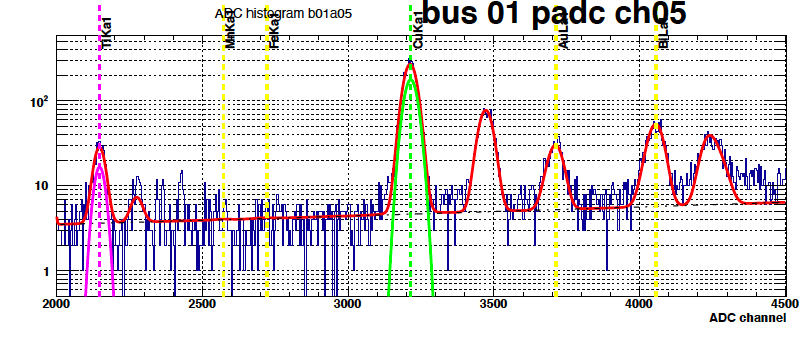 bus 01 padc ch05
ADC histogram b01a05
TiKa1
MnKa1
FeKa1
CuKa1
AuLa1
BiLa1
10²
10
1
2000 2500 3000 3500 4000 4500
ADC channel